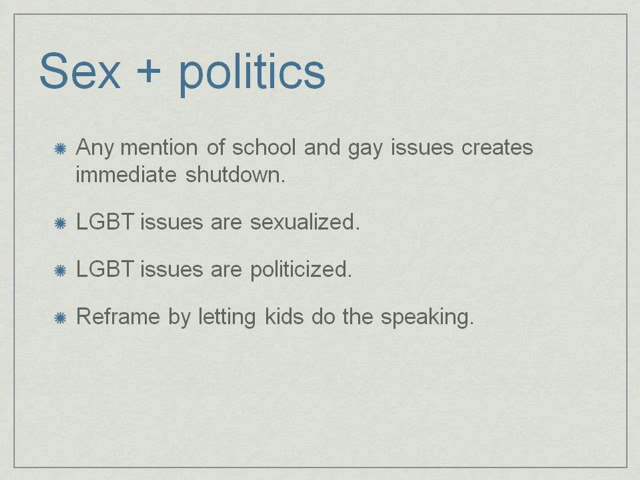 Sex + politics
Any mention of school and gay issues creates
immediate shutdown.
LGBT issues are sexualized.
LGBT issues are politicized.
Reframe by letting kids do the speaking.